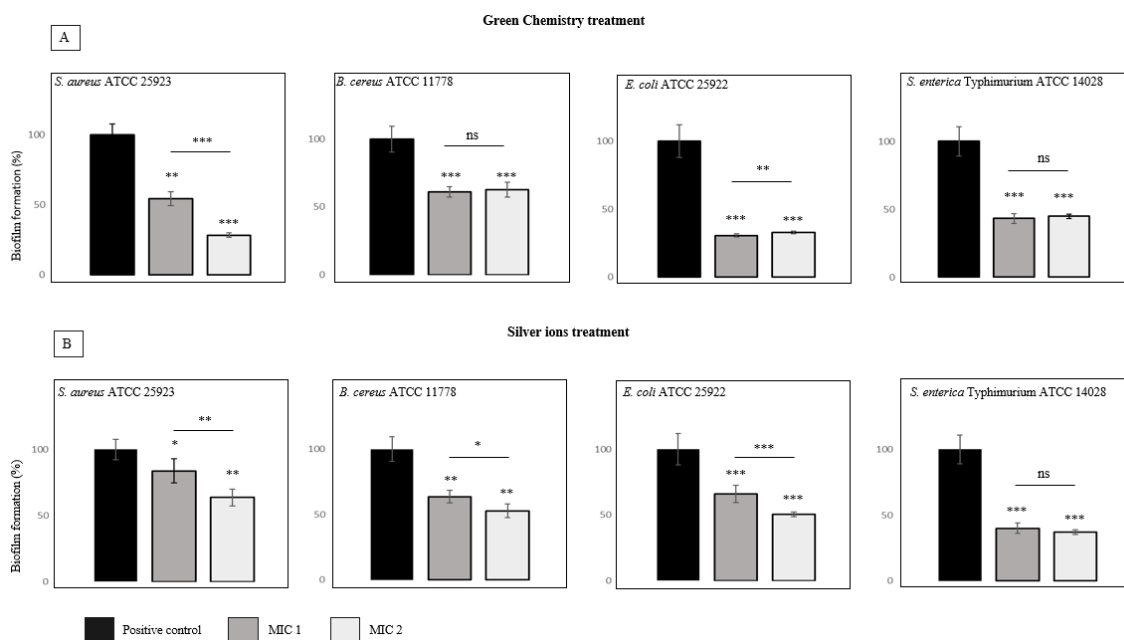 Green Chemistry treatment
A
S. aureus ATCC 25923
B. cereus ATCC 11778
E. coli ATCC 25922
S. enterica Typhimurium ATCC 14028
Biofilm formation (%)
100
50
0
***
**
***
100
50
0
ns
***
***
100
50
0
**
***
***
100
50
0
ns
***
***
Silver ions treatment
B
S. aureus ATCC 25923
B. cereus ATCC 11778
E. coli ATCC 25922
S. enterica Typhimurium ATCC 14028
Biofilm formation (%)
100
50
0
**
*
**
100
50
0
*
**
**
100
50
0
***
***
***
100
50
0
ns
***
***
Positive control
MIC 1
MIC 2